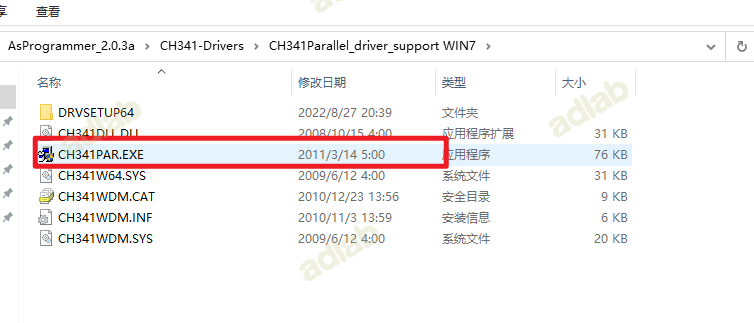 查看
AsProgrammer_2.0.3a > CH341-Drivers > CH341Parallel_driver_support WIN7 >
名称 修改日期 类型 大小
DRVSETUP64 2022/8/27 20:39 文件夹
CH341DLL.DLL 2008/10/15 4:00 应用程序扩展 31 KB
CH341PAR.EXE 2011/3/14 5:00 应用程序 76 KB
CH341W64.SYS 2009/6/12 4:00 系统文件 31 KB
CH341WDM.CAT 2010/12/23 13:56 安全目录 9 KB
CH341WDM.INF 2010/11/3 13:59 安装信息 6 KB
CH341WDM.SYS 2009/6/12 4:00 系统文件 20 KB
adlab
adlab
adlab
adlab